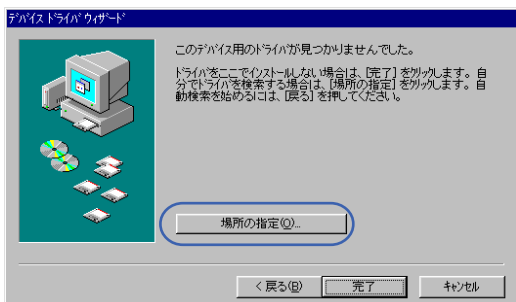 ﾃﾞﾊﾞｲｽ ﾄﾞﾗｲﾊﾞ ｳｨｻﾞｰﾄﾞ
このﾃﾞﾊﾞｲｽ用のﾄﾞﾗｲﾊﾞが見つかりませんでした。
ﾄﾞﾗｲﾊﾞをここでｲﾝｽﾄｰﾙしない場合は、[完了] をｸﾘｯｸします。自
分でﾄﾞﾗｲﾊﾞを検索する場合は、[場所の指定] をｸﾘｯｸします。自
動検索を始めるには、[戻る] を押してください。
場所の指定(O)...
< 戻る(B)
完了
ｷｬﾝｾﾙ